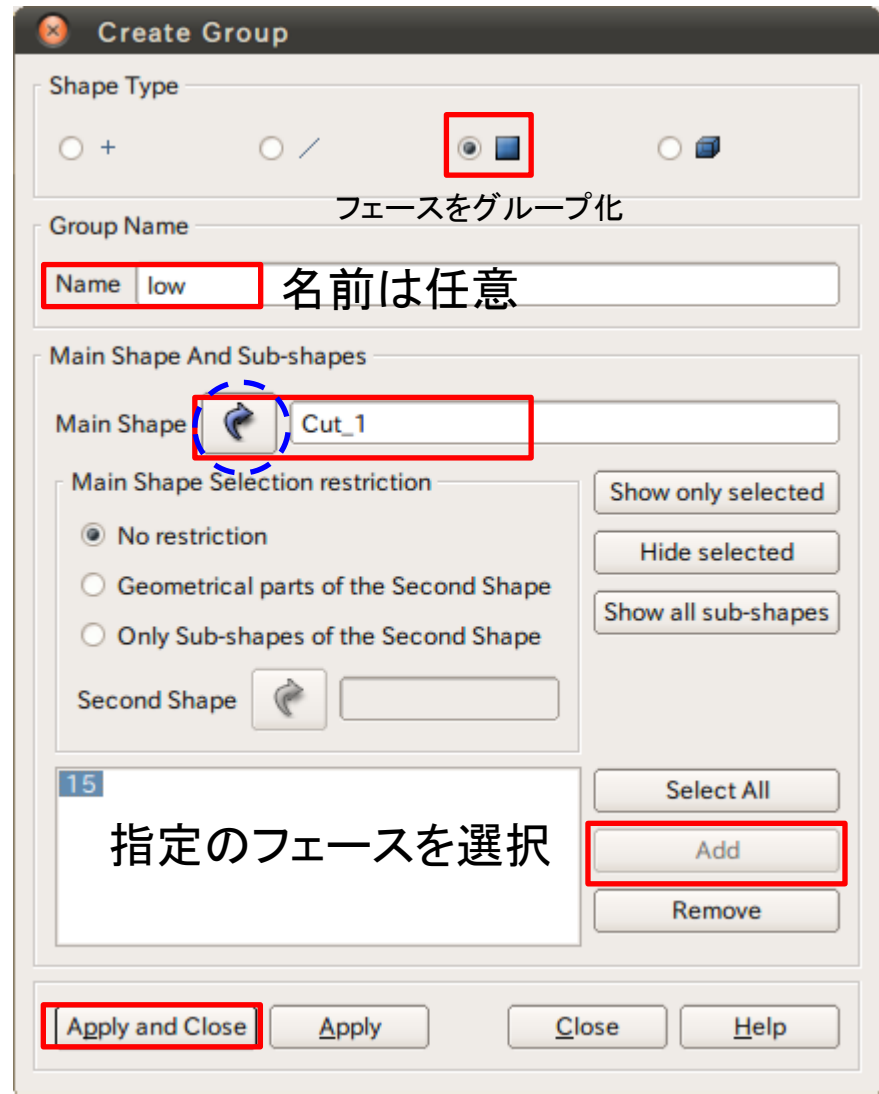 Create Group
Shape Type
フェースをグループ化
Group Name
Name low 名前は任意
Main Shape And Sub-shapes
Main Shape Cut_1
Main Shape Selection restriction
Show only selected
No restriction
Hide selected
Geometrical parts of the Second Shape
Show all sub-shapes
Only Sub-shapes of the Second Shape
Second Shape
15
Select All
指定のフェースを選択
Add
Remove
Apply and Close Apply Close Help